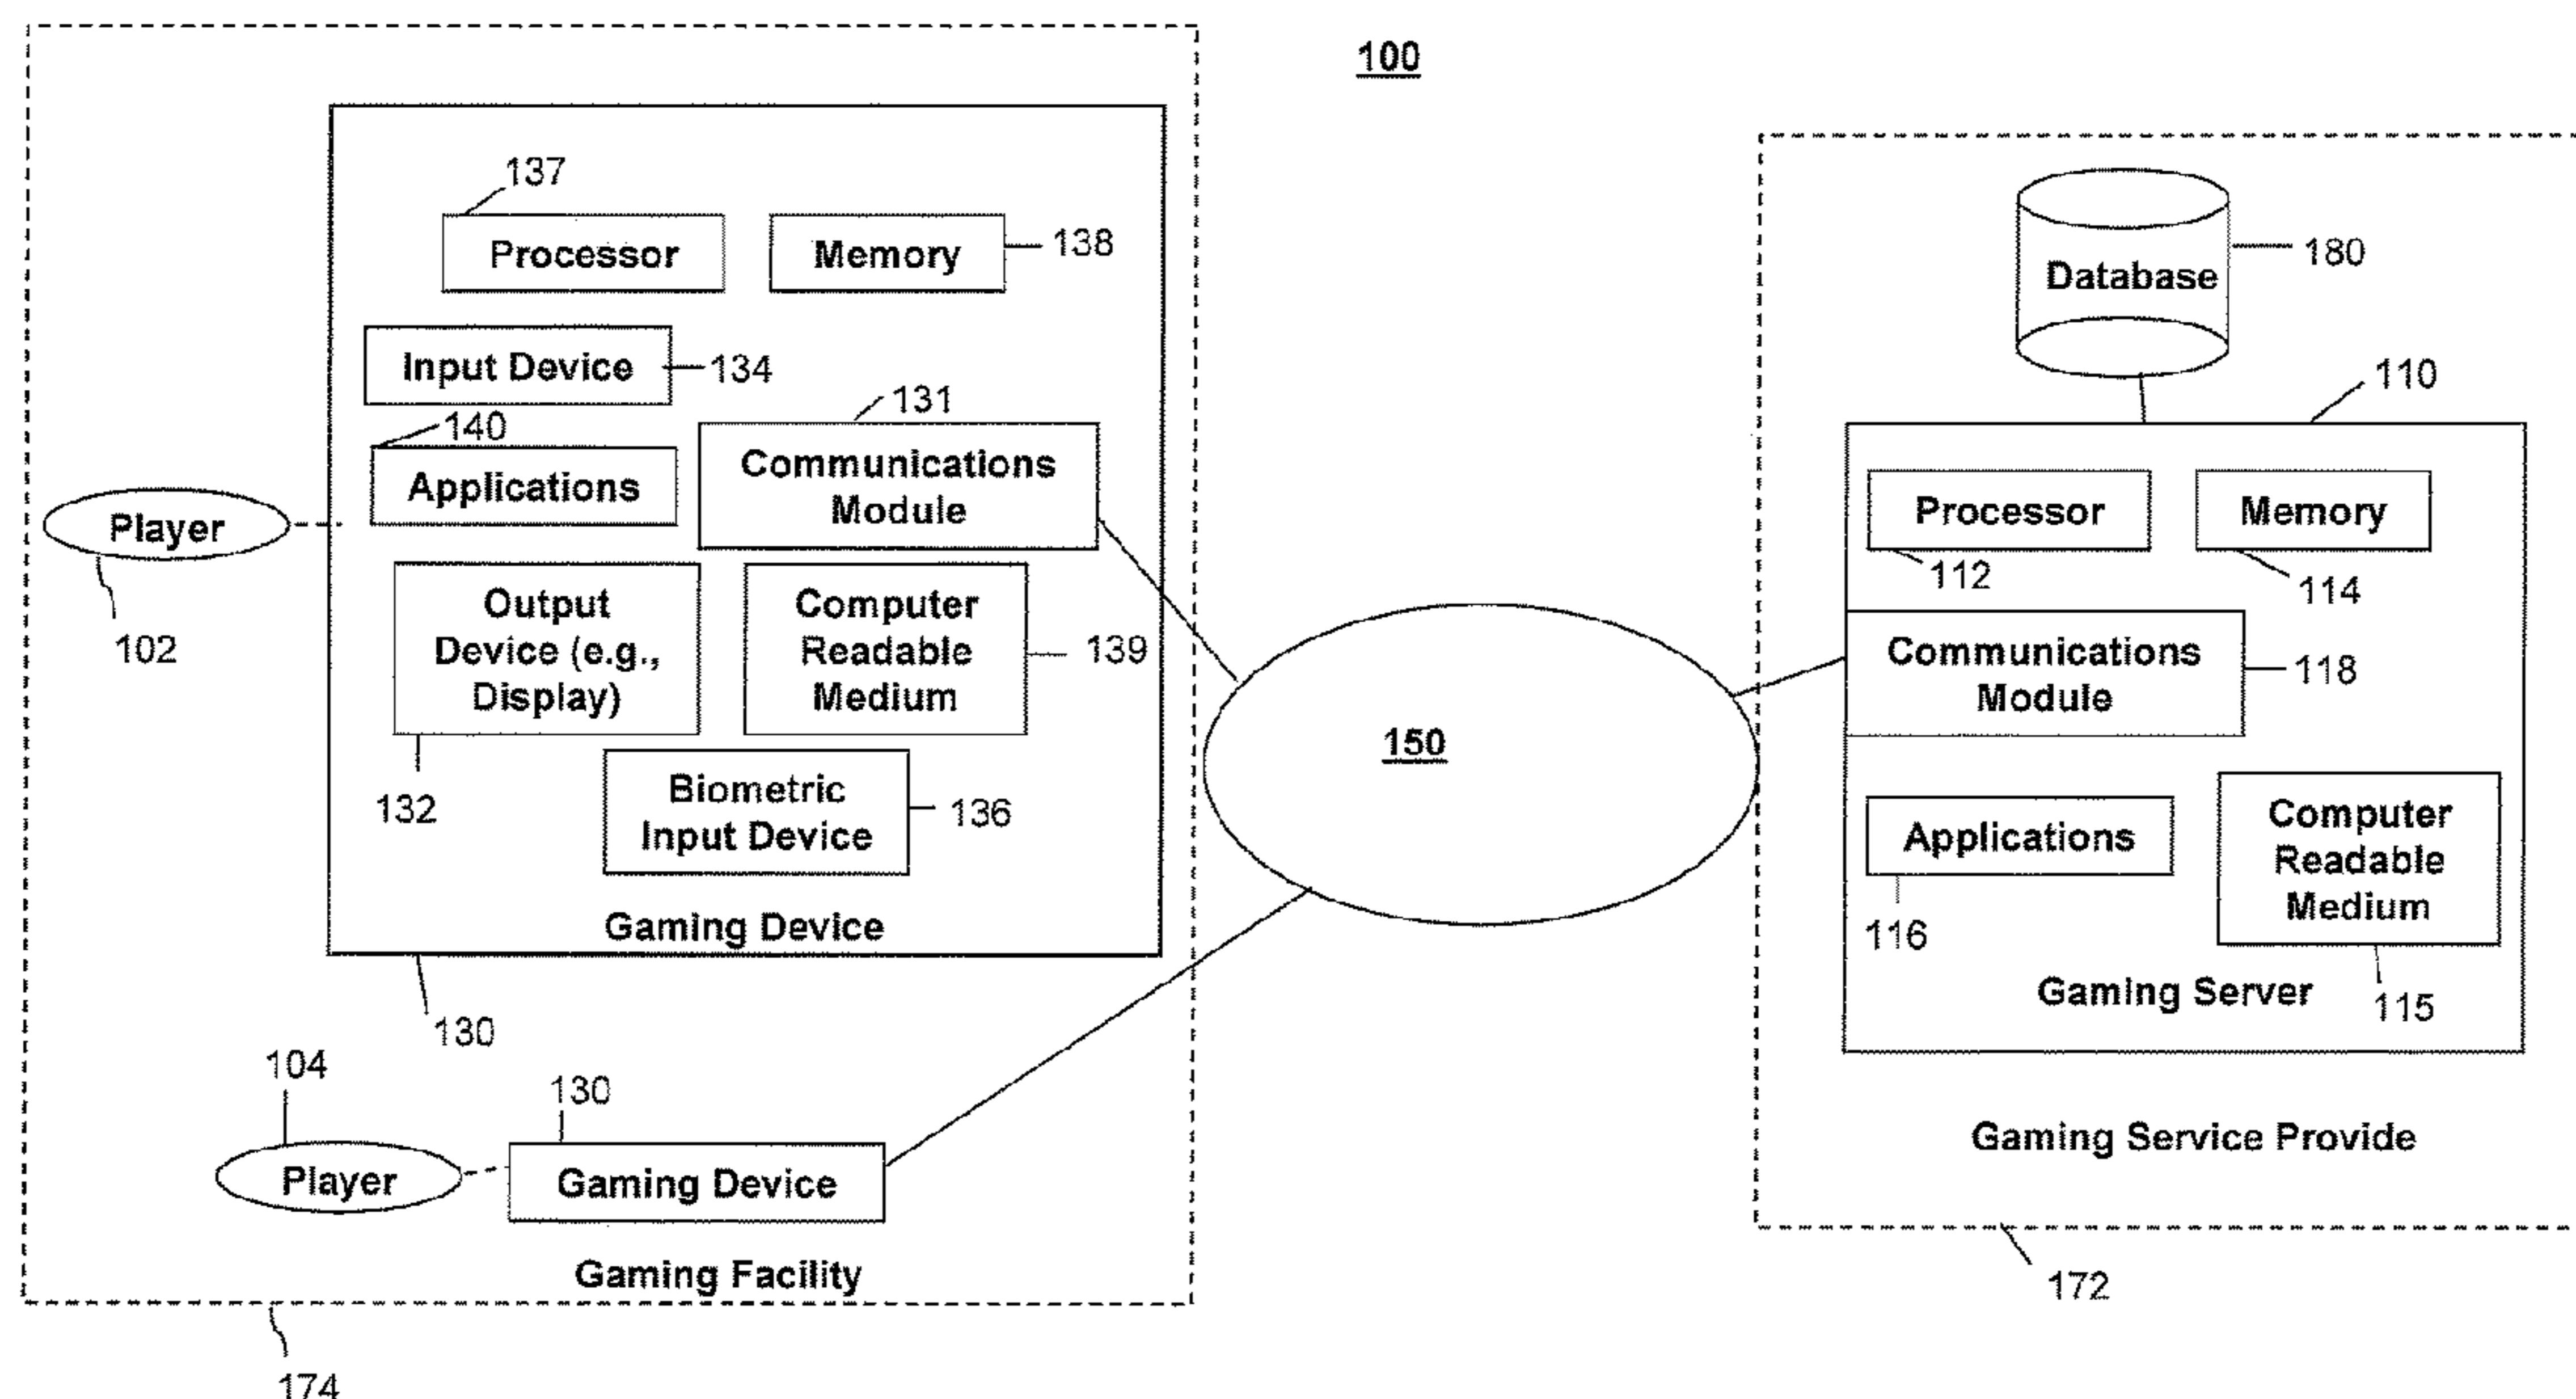 100
137
Processor
Memory
138
Input Device
134
140
Applications
131
Communications
Module
Player
102
Output
Device (e.g.,
Display)
132
Computer
Readable
Medium
139
Biometric
Input Device
136
Gaming Device
130
104
Player
130
Gaming Device
Gaming Facility
174
150
Database
180
110
Processor
112
Memory
114
Communications
Module
118
Applications
116
Computer
Readable
Medium
115
Gaming Server
Gaming Service Provide
172